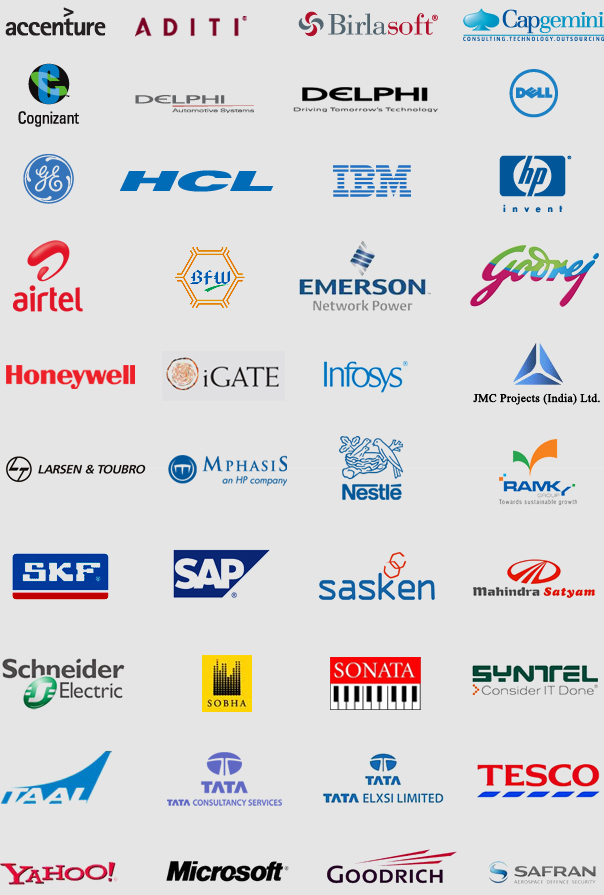 accenture
ADITI
Birlasoft
Capgemini
CONSULTING.TECHNOLOGY.OUTSOURCING
Cognizant
DELPHI
Automotive Systems
DELPHI
Driving Tomorrow's Technology
DELL
GE
HCL
IBM
hp
invent
airtel
BfW
EMERSON
Network Power
Godrej
Honeywell
iGATE
Infosys®
JMC Projects (India) Ltd.
LARSEN & TOUBRO
MPHASIS
an HP company
Nestlé
RAMKY
GROUP
Towards sustainable growth
SKF
SAP®
sasken
Mahindra Satyam
Schneider
Electric
SOBHA
SONATA
SYNTEL
Consider IT Done®
TAAL
TATA
TATA CONSULTANCY SERVICES
TATA
TATA ELXSI LIMITED
TESCO
YAHOO!
Microsoft®
GOODRICH
SAFRAN
AEROSPACE DEFENCE SECURITY